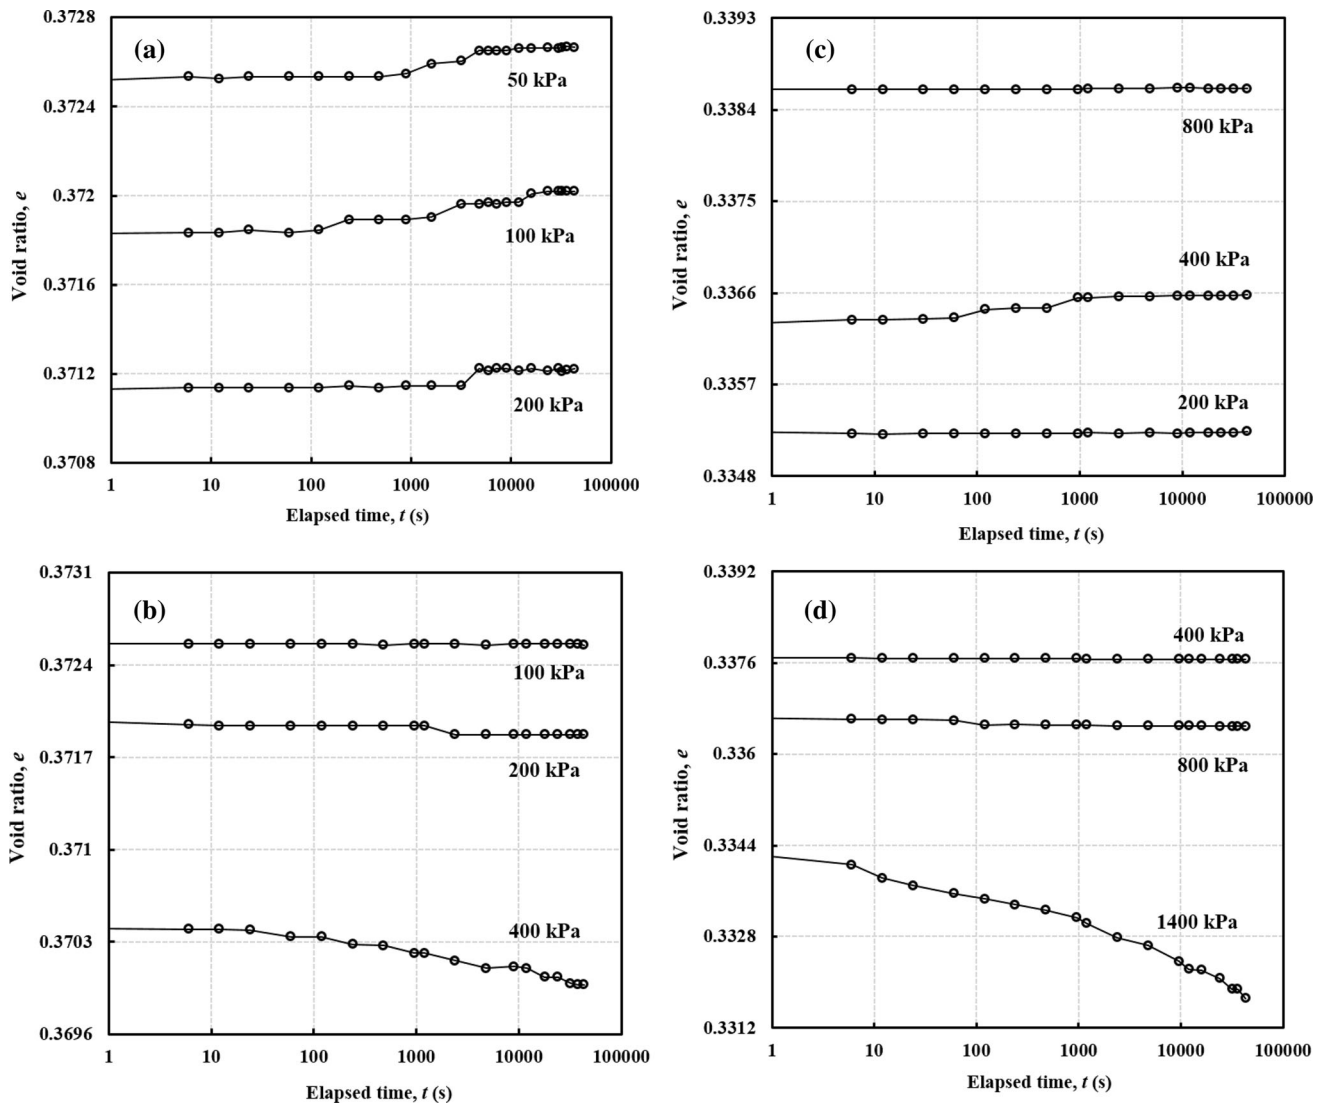 (a)
0.3728
0.3724
0.372
0.3716
0.3712
0.3708
Void ratio, e
50 kPa
100 kPa
200 kPa
1 10 100 1000 10000 100000
Elapsed time, t (s)
(c)
0.3393
0.3384
0.3375
0.3366
0.3357
0.3348
Void ratio, e
800 kPa
400 kPa
200 kPa
1 10 100 1000 10000 100000
Elapsed time, t (s)
(b)
0.3731
0.3724
0.3717
0.371
0.3703
0.3696
Void ratio, e
100 kPa
200 kPa
400 kPa
1 10 100 1000 10000 100000
Elapsed time, t (s)
(d)
0.3392
0.3376
0.336
0.3344
0.3328
0.3312
Void ratio, e
400 kPa
800 kPa
1400 kPa
1 10 100 1000 10000 100000
Elapsed time, t (s)